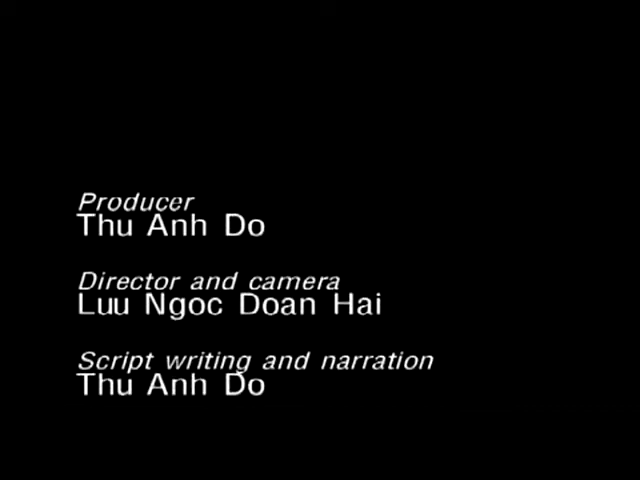 Producer
Thu Anh Do
Director and camera
Luu Ngoc Doan Hai
Script writing and narration
Thu Anh Do